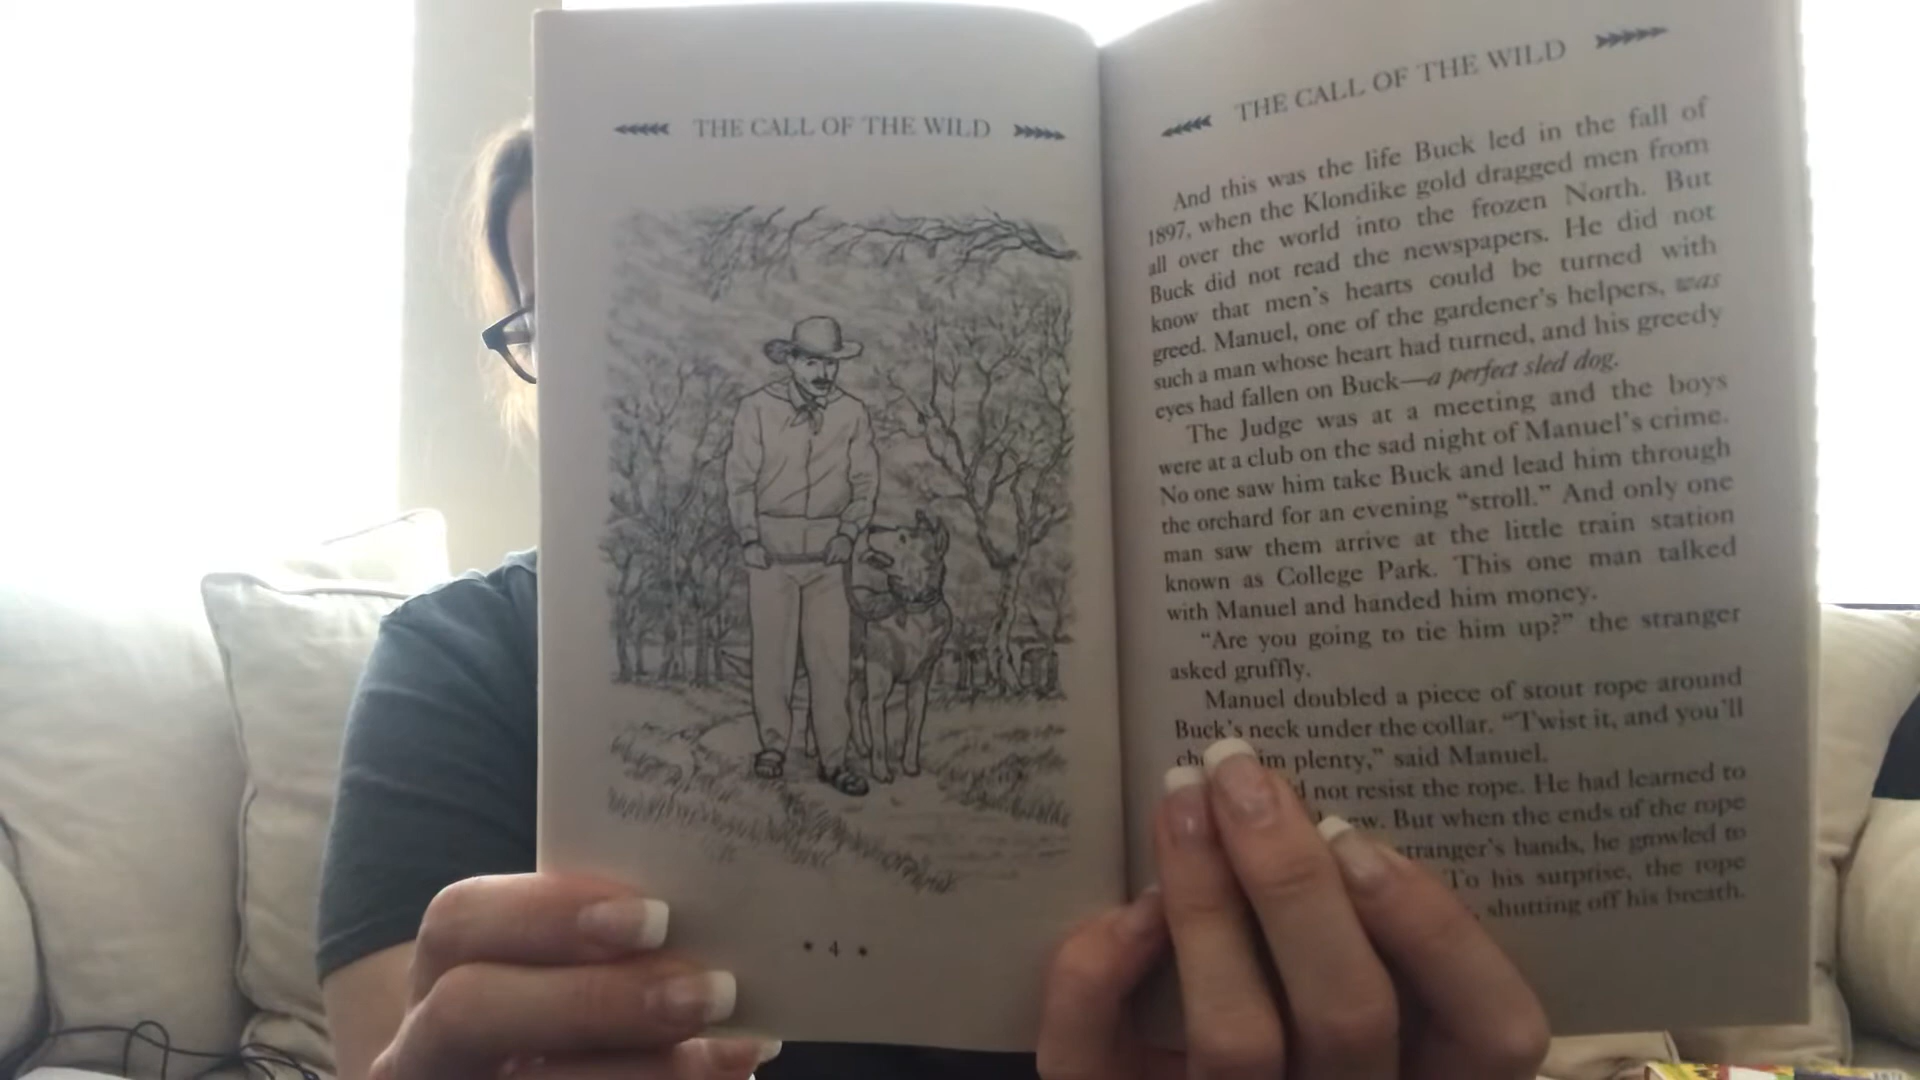 THE CALL OF THE WILD
• 4 •
THE CALL OF THE WILD
And this was the life Buck led in the fall of
1897, when the Klondike gold dragged men from
all over the world into the frozen North. But
Buck did not read the newspapers. He did not
know that men's hearts could be turned with
greed. Manuel, one of the gardener's helpers, was
such a man whose heart had turned, and his greedy
eyes had fallen on Buck—a perfect sled dog.
The Judge was at a meeting and the boys
were at a club on the sad night of Manuel's crime.
No one saw him take Buck and lead him through
the orchard for an evening “stroll.” And only one
man saw them arrive at the little train station
known as College Park. This one man talked
with Manuel and handed him money.
“Are you going to tie him up?” the stranger
asked gruffly.
Manuel doubled a piece of stout rope around
Buck's neck under the collar. “Twist it, and you'll
plenty,” said Manuel.
not resist the rope. He had learned to
But when the ends of the rope
stranger's hands, he growled to
To his surprise, the rope
, shutting off his breath.